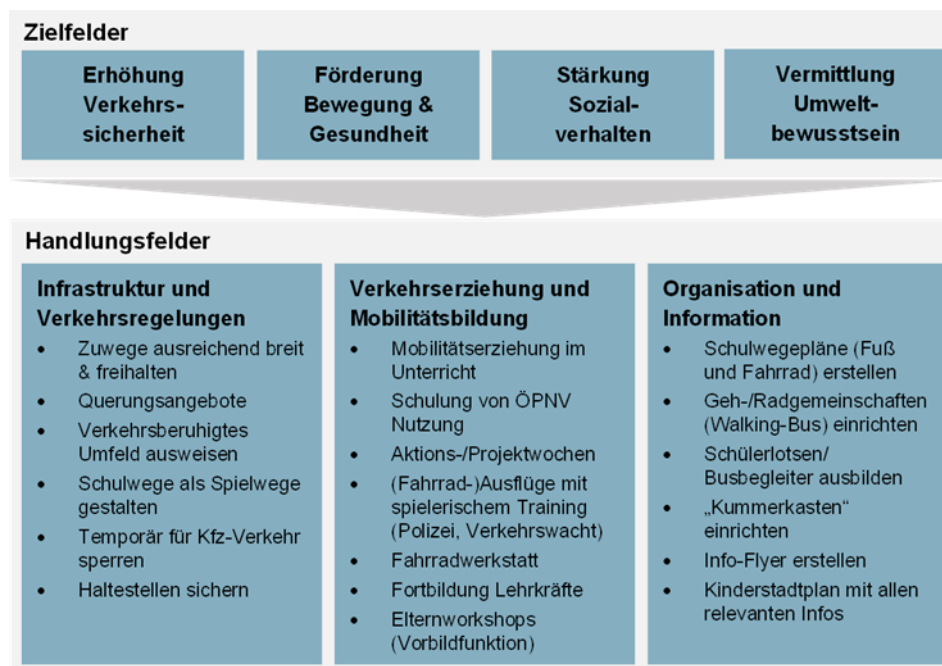 Zielfelder
Erhöhung
Verkehrs-
sicherheit
Förderung
Bewegung &
Gesundheit
Stärkung
Sozial-
verhalten
Vermittlung
Umwelt-
bewusstsein
Handlungsfelder
Infrastruktur und
Verkehrsregelungen
• Zuwege ausreichend breit
& freihalten
• Querungsangebote
• Verkehrsberuhigtes
Umfeld ausweisen
• Schulwege als Spielwege
gestalten
• Temporär für Kfz-Verkehr
sperren
• Haltestellen sichern
Verkehrserziehung und
Mobilitätsbildung
• Mobilitätserziehung im
Unterricht
• Schulung von ÖPNV
Nutzung
• Aktions-/Projektwochen
• (Fahrrad-)Ausflüge mit
spielerischem Training
(Polizei, Verkehrswacht)
• Fahrradwerkstatt
• Fortbildung Lehrkräfte
• Elternworkshops
(Vorbildfunktion)
Organisation und
Information
• Schulwegepläne (Fuß
und Fahrrad) erstellen
• Geh-/Radgemeinschaften
(Walking-Bus) einrichten
• Schülerlotsen/
Busbegleiter ausbilden
• „Kummerkasten“
einrichten
• Info-Flyer erstellen
• Kinderstadtplan mit allen
relevanten Infos